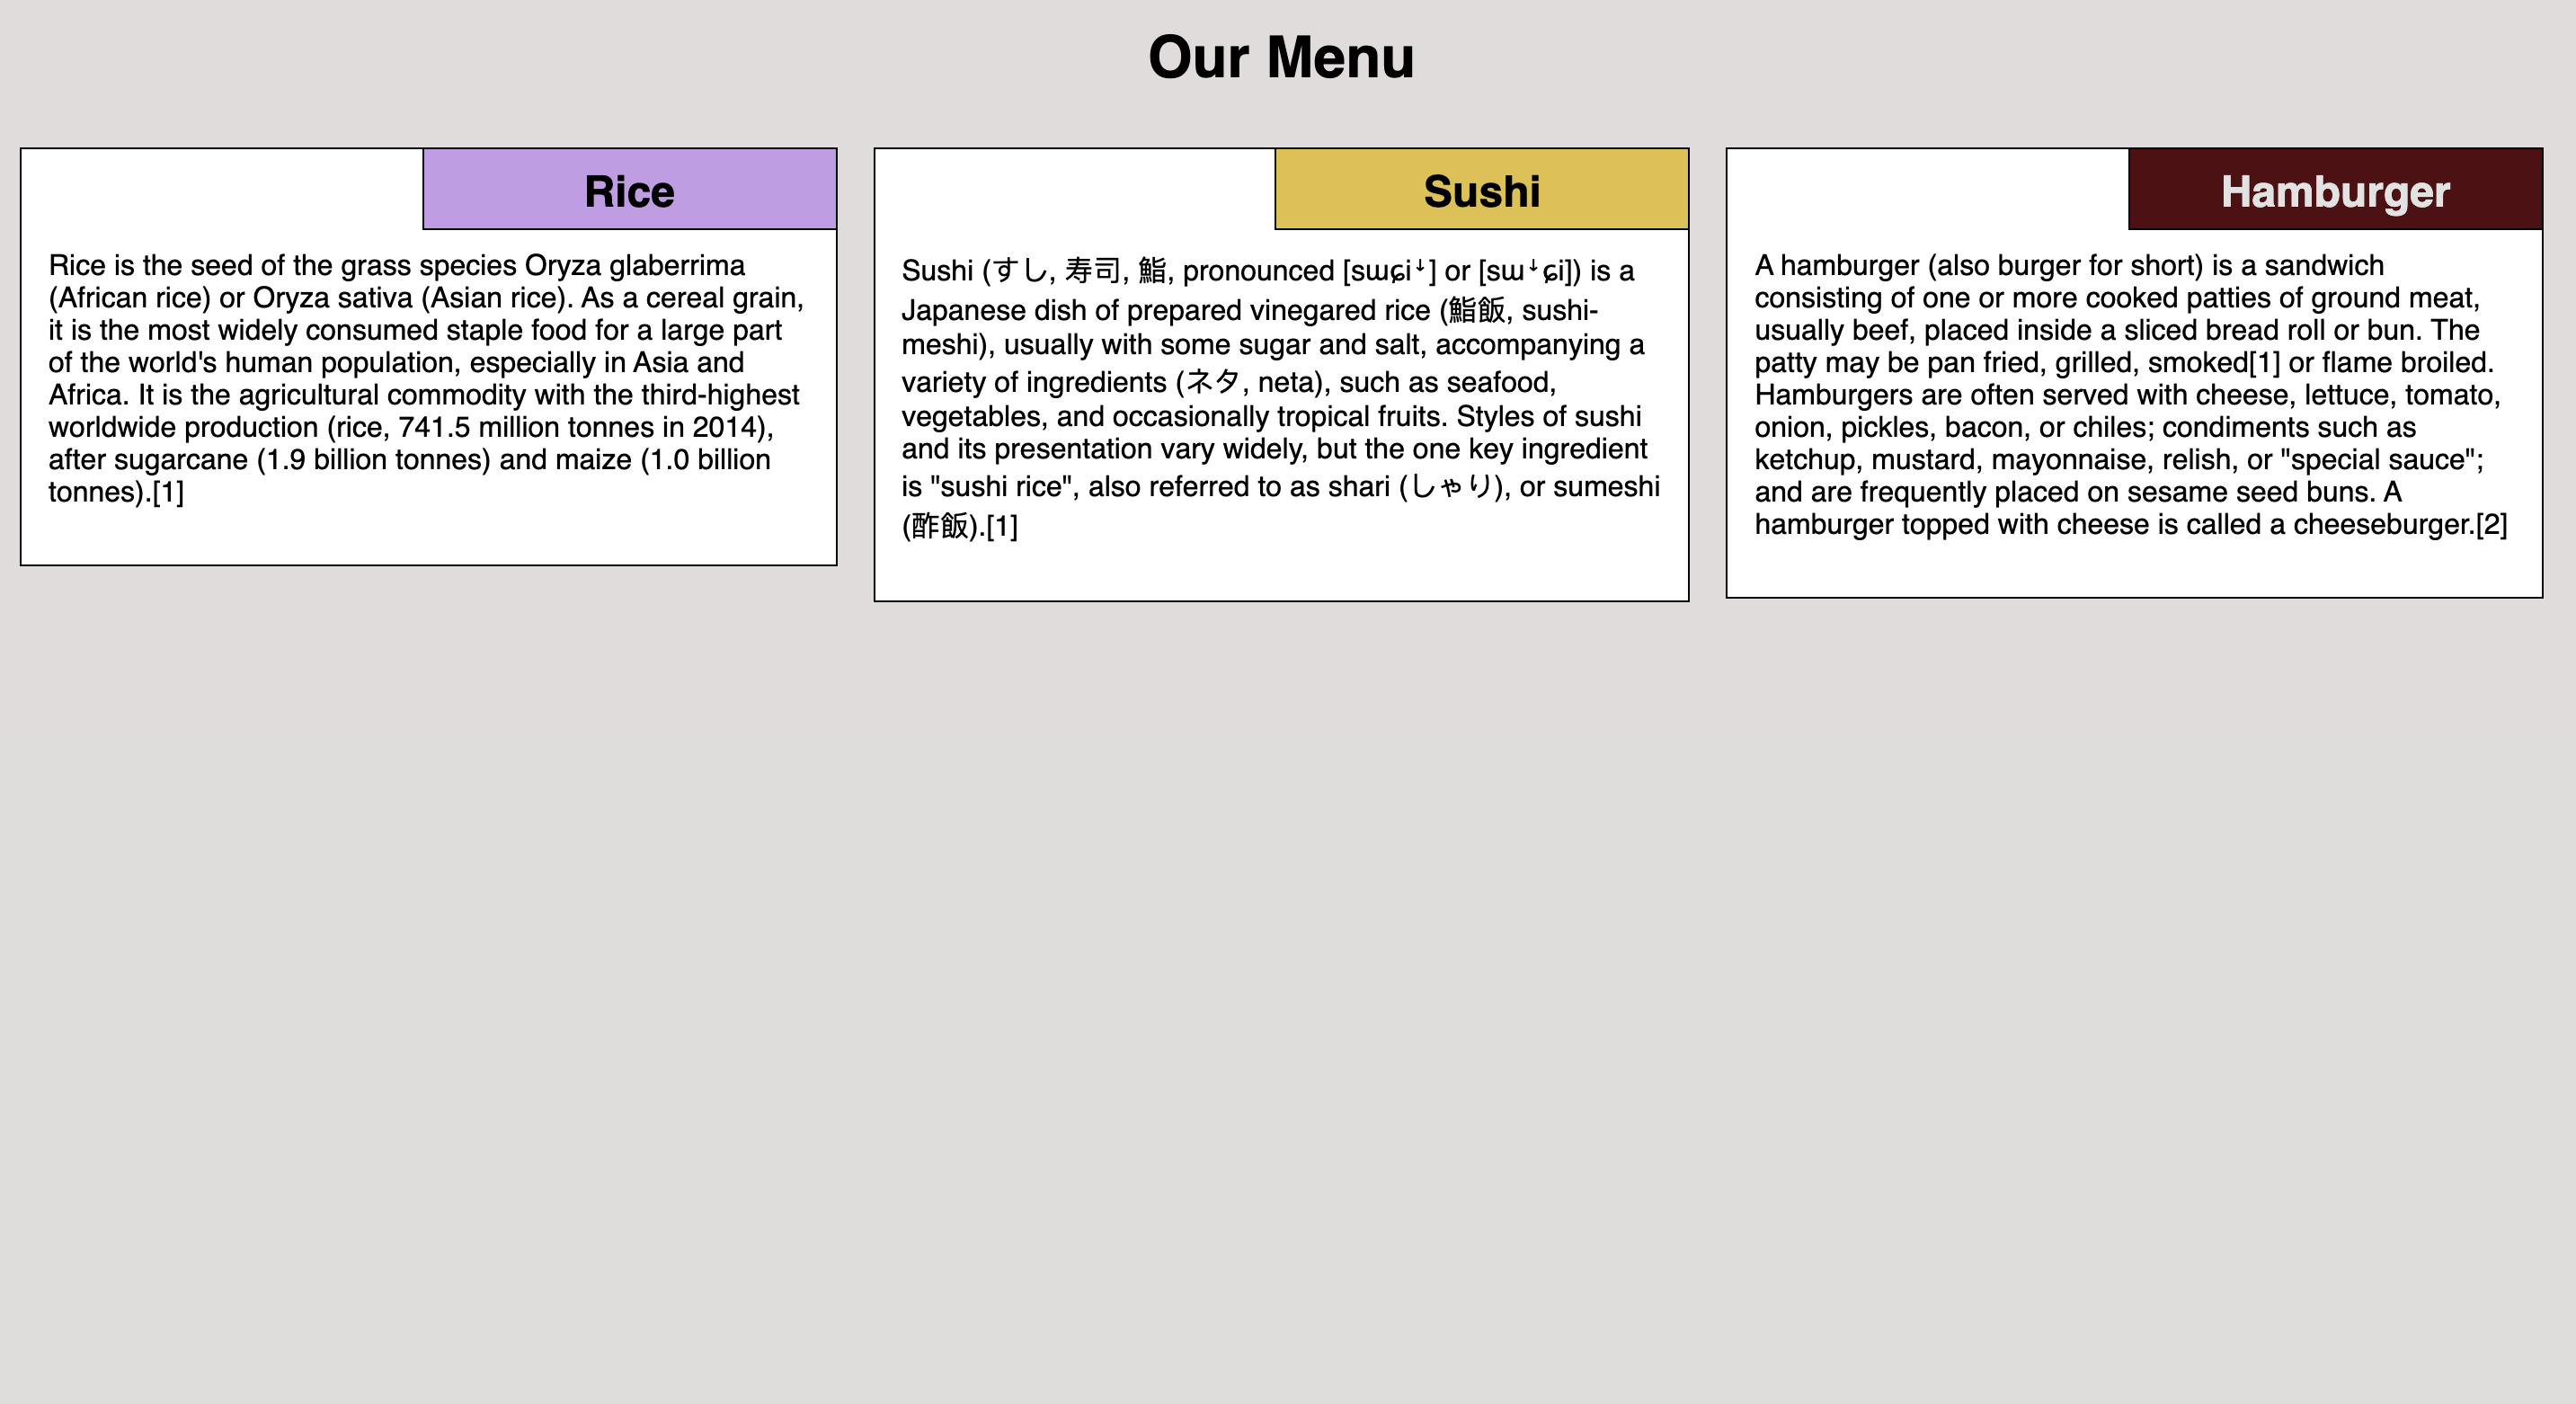 Our Menu
Rice
Rice is the seed of the grass species Oryza glaberrima
(African rice) or Oryza sativa (Asian rice). As a cereal grain,
it is the most widely consumed staple food for a large part
of the world's human population, especially in Asia and
Africa. It is the agricultural commodity with the third-highest
worldwide production (rice, 741.5 million tonnes in 2014),
after sugarcane (1.9 billion tonnes) and maize (1.0 billion
tonnes).[1]
Sushi
Sushi (すし, 寿司, 鮨, pronounced [sɯɕiꜜ] or [sɯꜜɕi]) is a
Japanese dish of prepared vinegared rice (鮨飯, sushi-
meshi), usually with some sugar and salt, accompanying a
variety of ingredients (ネタ, neta), such as seafood,
vegetables, and occasionally tropical fruits. Styles of sushi
and its presentation vary widely, but the one key ingredient
is "sushi rice", also referred to as shari (しゃり), or sumeshi
(酢飯).[1]
Hamburger
A hamburger (also burger for short) is a sandwich
consisting of one or more cooked patties of ground meat,
usually beef, placed inside a sliced bread roll or bun. The
patty may be pan fried, grilled, smoked[1] or flame broiled.
Hamburgers are often served with cheese, lettuce, tomato,
onion, pickles, bacon, or chiles; condiments such as
ketchup, mustard, mayonnaise, relish, or "special sauce";
and are frequently placed on sesame seed buns. A
hamburger topped with cheese is called a cheeseburger.[2]